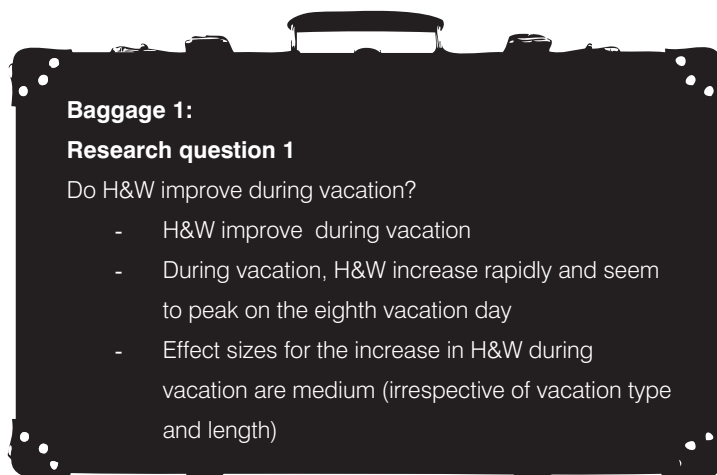 Baggage 1:
Research question 1
Do H&W improve during vacation?
- H&W improve during vacation
- During vacation, H&W increase rapidly and seem
to peak on the eighth vacation day
- Effect sizes for the increase in H&W during
vacation are medium (irrespective of vacation type
and length)